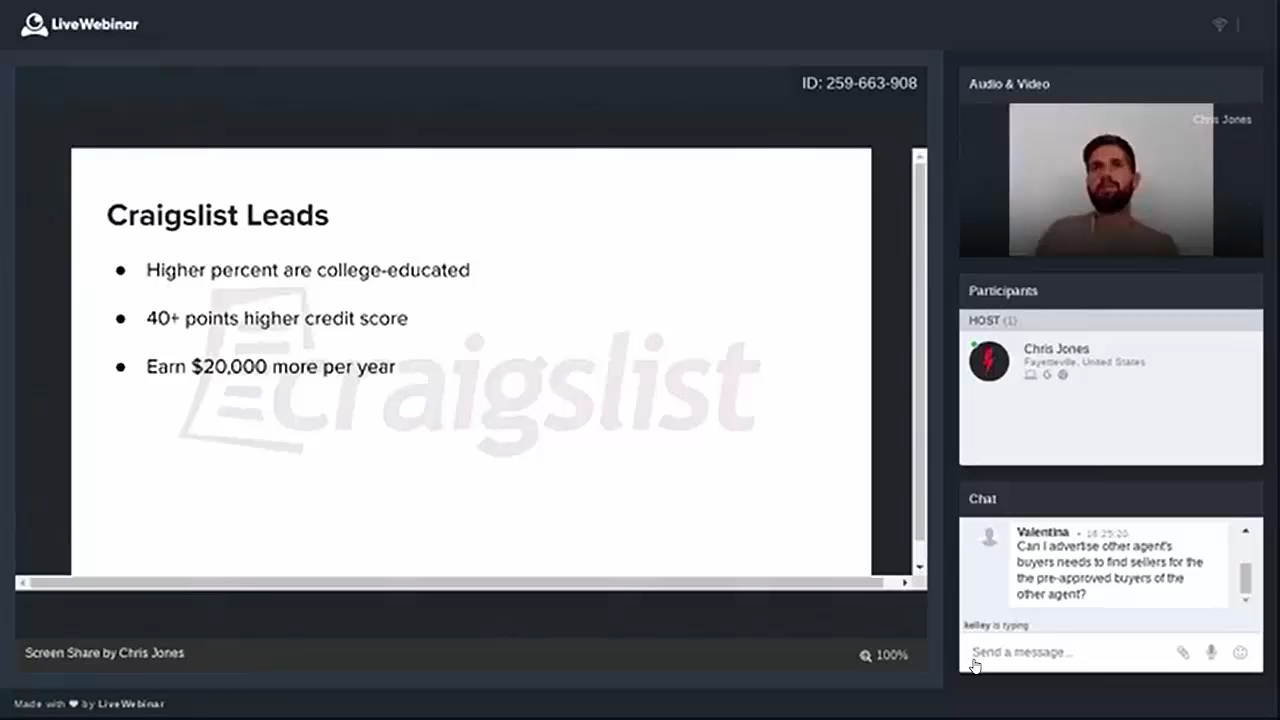 LiveWebinar
ID: 259-663-908
Craigslist Leads
● Higher percent are college-educated
● 40+ points higher credit score
● Earn $20,000 more per year
craigslist
Screen Share by Chris Jones
100%
Made with ❤ by LiveWebinar
Audio & Video
Chris Jones
Participants
HOST (1)
Chris Jones
Fayetteville, United States
Chat
Valentina • 18:25:20
Can I advertise other agent's
buyers needs to find sellers for the
the pre-approved buyers of the
other agent?
kelley is typing
Send a message...